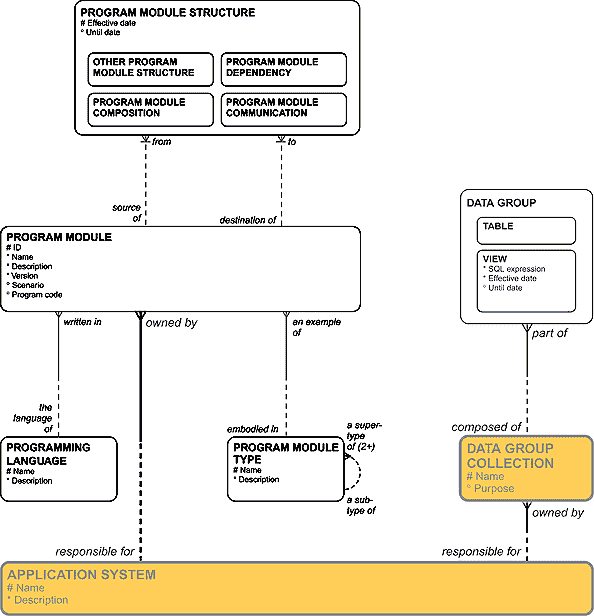 PROGRAM MODULE STRUCTURE
# Effective date
° Until date
OTHER PROGRAM
MODULE STRUCTURE
PROGRAM MODULE
DEPENDENCY
PROGRAM MODULE
COMPOSITION
PROGRAM MODULE
COMMUNICATION
from
to
source
of
destination of
DATA GROUP
TABLE
VIEW
* SQL expression
* Effective date
° Until date
PROGRAM MODULE
# ID
* Name
* Description
* Version
° Scenario
° Program code
written in
owned by
an example
of
part of
the
language
of
embodied in
a super-
type
of (2+)
composed of
PROGRAMMING
LANGUAGE
# Name
* Description
PROGRAM MODULE
TYPE
# Name
* Description
a sub-
type of
DATA GROUP
COLLECTION
# Name
° Purpose
owned by
responsible for
responsible for
APPLICATION SYSTEM
# Name
* Description